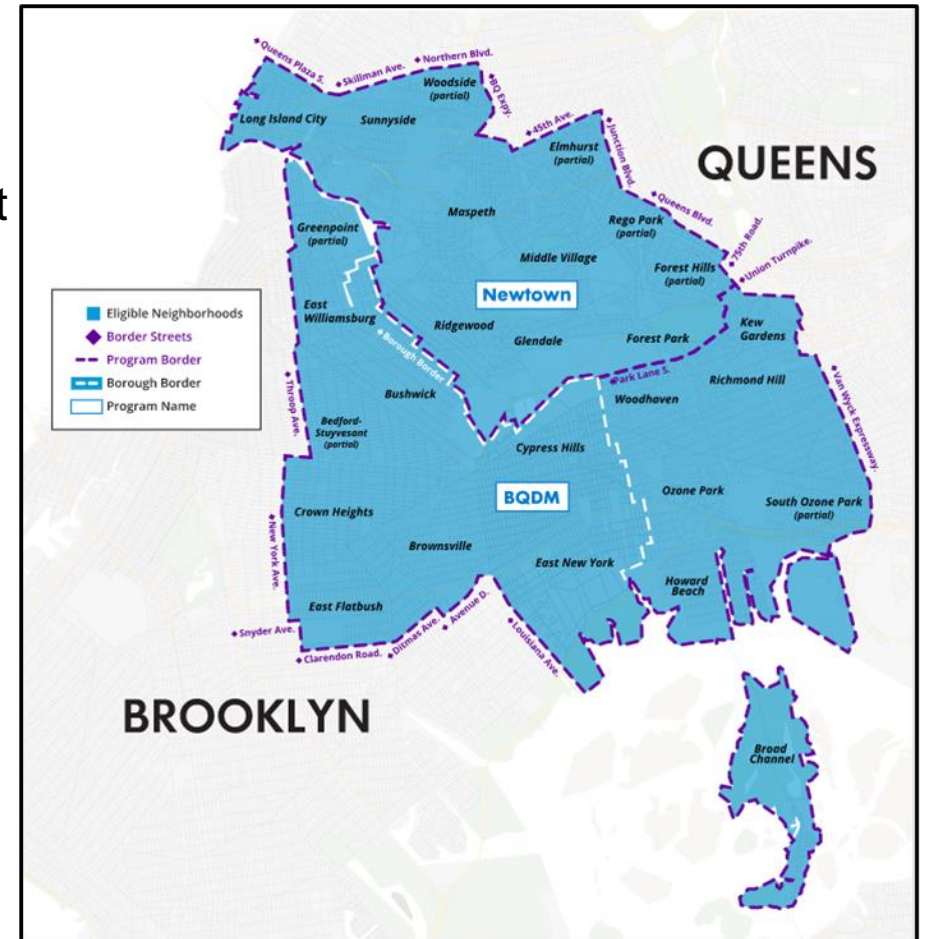 t
Queens Plaza S.
Skillman Ave.
Northern Blvd.
Woodside
(partial)
BQ Expy.
Long Island City
Sunnyside
45th Ave.
Elmhurst
(partial)
Junction Blvd.
QUEENS
Queens Blvd.
Maspeth
Rego Park
(partial)
75th Road.
Greenpoint
(partial)
Middle Village
Forest Hills
(partial)
Union Turnpike.
Newtown
Eligible Neighborhoods
Border Streets
Program Border
Borough Border
Program Name
East
Williamsburg
Ridgewood
Glendale
Forest Park
Kew
Gardens
Borough Border
Park Lane S.
Richmond Hill
Van Wyck Expressway.
Throop Ave.
Bushwick
Woodhaven
Bedford-
Stuyvesant
(partial)
Cypress Hills
BQDM
Ozone Park
South Ozone Park
(partial)
Crown Heights
New York Ave.
Brownsville
East New York
Howard
Beach
East Flatbush
Snyder Ave.
Clarendon Road.
Ditmas Ave.
Avenue D.
Louisiana Ave.
BROOKLYN
Broad
Channel